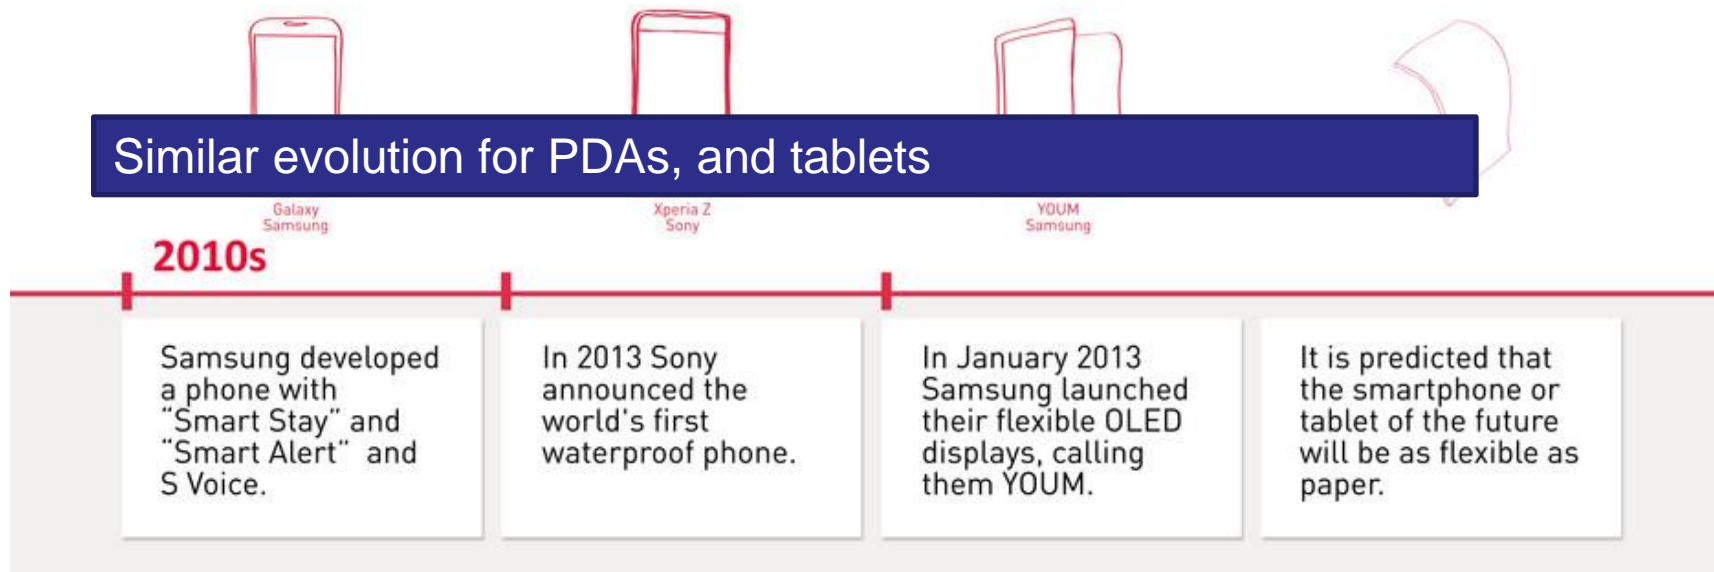 Similar evolution for PDAs, and tablets
Galaxy
Samsung
Xperia Z
Sony
YOUM
Samsung
2010s
Samsung developed
a phone with
“Smart Stay” and
“Smart Alert”  and
S Voice.
In 2013 Sony
announced the
world's first
waterproof phone.
In January 2013
Samsung launched
their flexible OLED
displays, calling
them YOUM.
It is predicted that
the smartphone or
tablet of the future
will be as flexible as
paper.